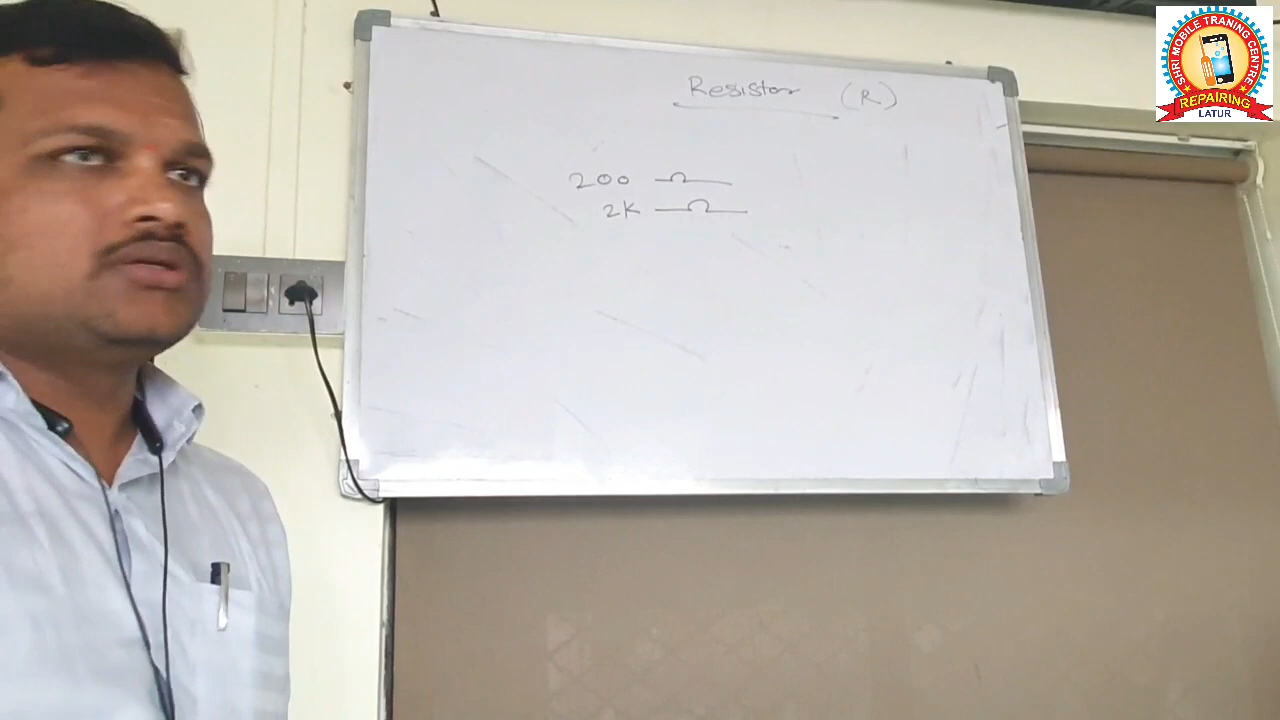 Resistor (R)
200 Ω
2K Ω
SHRI MOBILE TRANING CENTRE
REPAIRING
LATUR